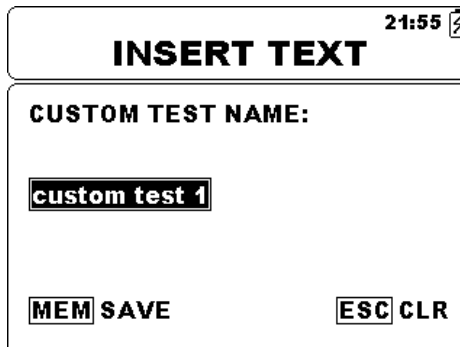 21:55
INSERT TEXT
CUSTOM TEST NAME:
custom test 1
MEM SAVE
ESC CLR